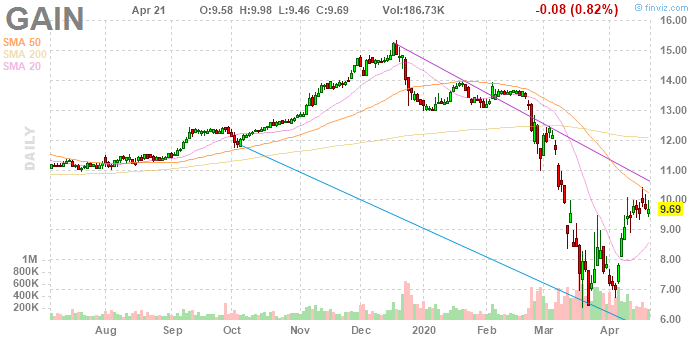 GAIN Apr 21 O:9.58 H:9.98 L:9.46 C:9.69 Vol:186.73K -0.08 (0.82%) © finviz.com
SMA 50
SMA 200
SMA 20
DAILY
16.00
15.00
14.00
13.00
12.00
11.00
10.00
9.69
9.00
8.00
7.00
6.00
1M
800K
600K
400K
200K
Aug Sep Oct Nov Dec 2020 Feb Mar Apr